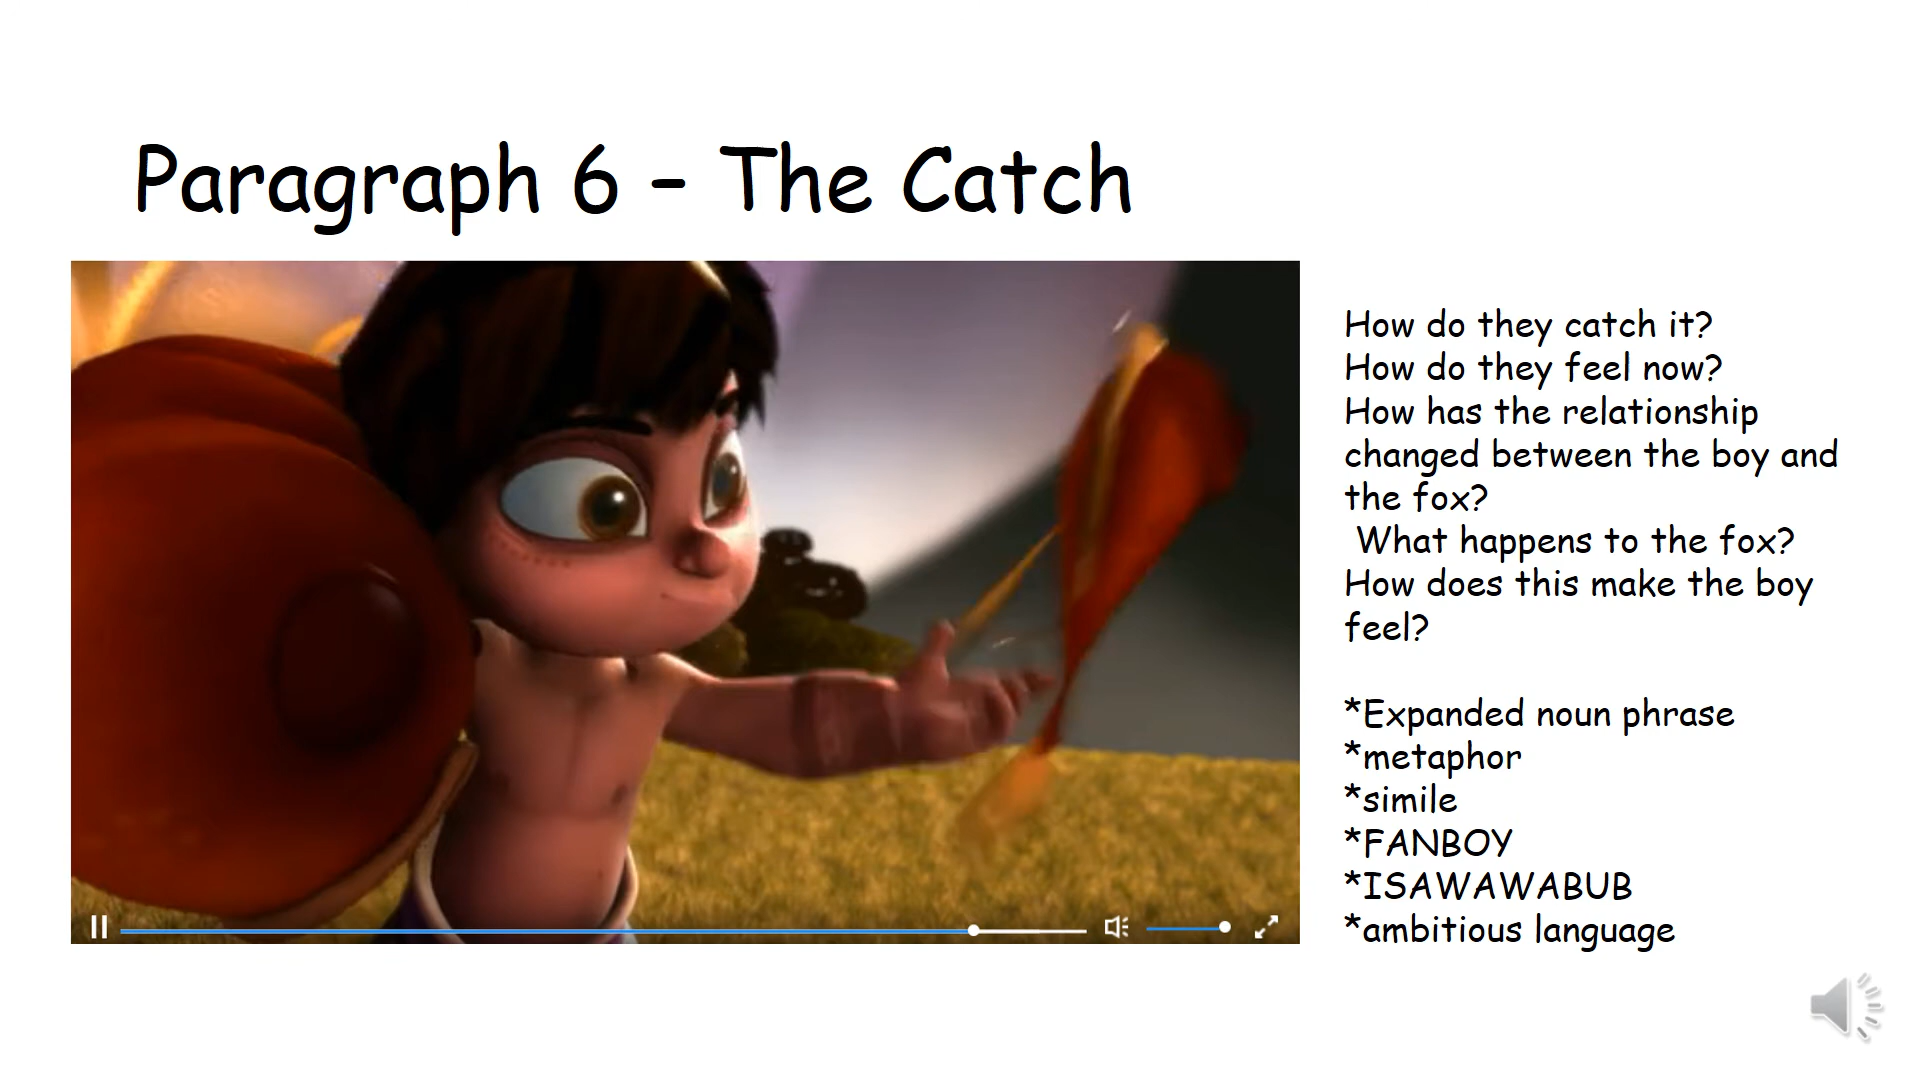 Paragraph 6 – The Catch
How do they catch it?
How do they feel now?
How has the relationship
changed between the boy and
the fox?
What happens to the fox?
How does this make the boy
feel?
*Expanded noun phrase
*metaphor
*simile
*FANBOY
*ISAWAWABUB
*ambitious language